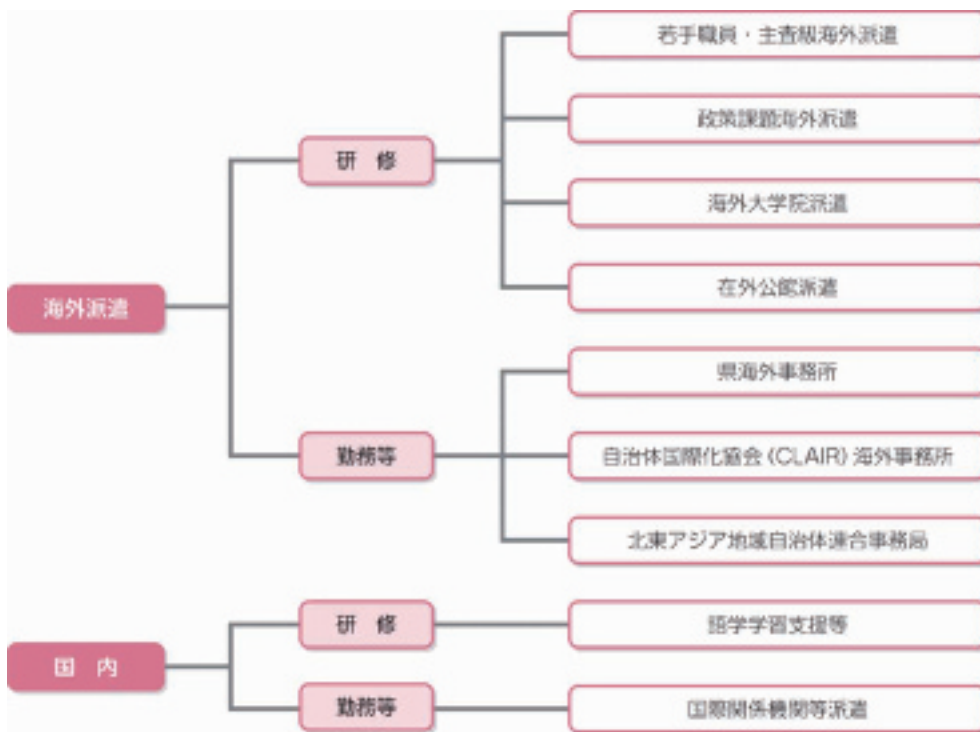 海外派遣
研 修
若手職員・主査級海外派遣
政策課題海外派遣
海外大学院派遣
在外公館派遣
勤務等
県海外事務所
自治体国際化協会(CLAIR)海外事務所
北東アジア地域自治体連合事務局
国 内
研 修
語学学習支援等
勤務等
国際関係機関等派遣